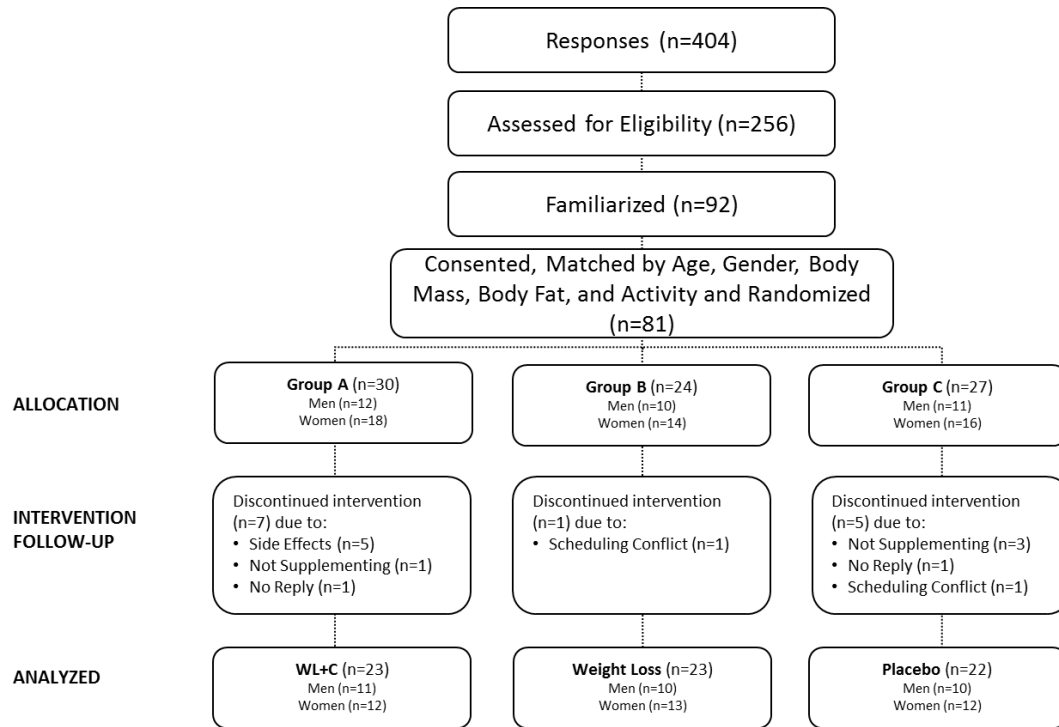 Responses (n=404)
Assessed for Eligibility (n=256)
Familiarized (n=92)
Consented, Matched by Age, Gender, Body
Mass, Body Fat, and Activity and Randomized
(n=81)
ALLOCATION
Group A (n=30)
Men (n=12)
Women (n=18)
Group B (n=24)
Men (n=10)
Women (n=14)
Group C (n=27)
Men (n=11)
Women (n=16)
INTERVENTION
FOLLOW-UP
Discontinued intervention
(n=7) due to:
• Side Effects (n=5)
• Not Supplementing (n=1)
• No Reply (n=1)
Discontinued intervention
(n=1) due to:
• Scheduling Conflict (n=1)
Discontinued intervention
(n=5) due to:
• Not Supplementing (n=3)
• No Reply (n=1)
• Scheduling Conflict (n=1)
ANALYZED
WL+C (n=23)
Men (n=11)
Women (n=12)
Weight Loss (n=23)
Men (n=10)
Women (n=13)
Placebo (n=22)
Men (n=10)
Women (n=12)